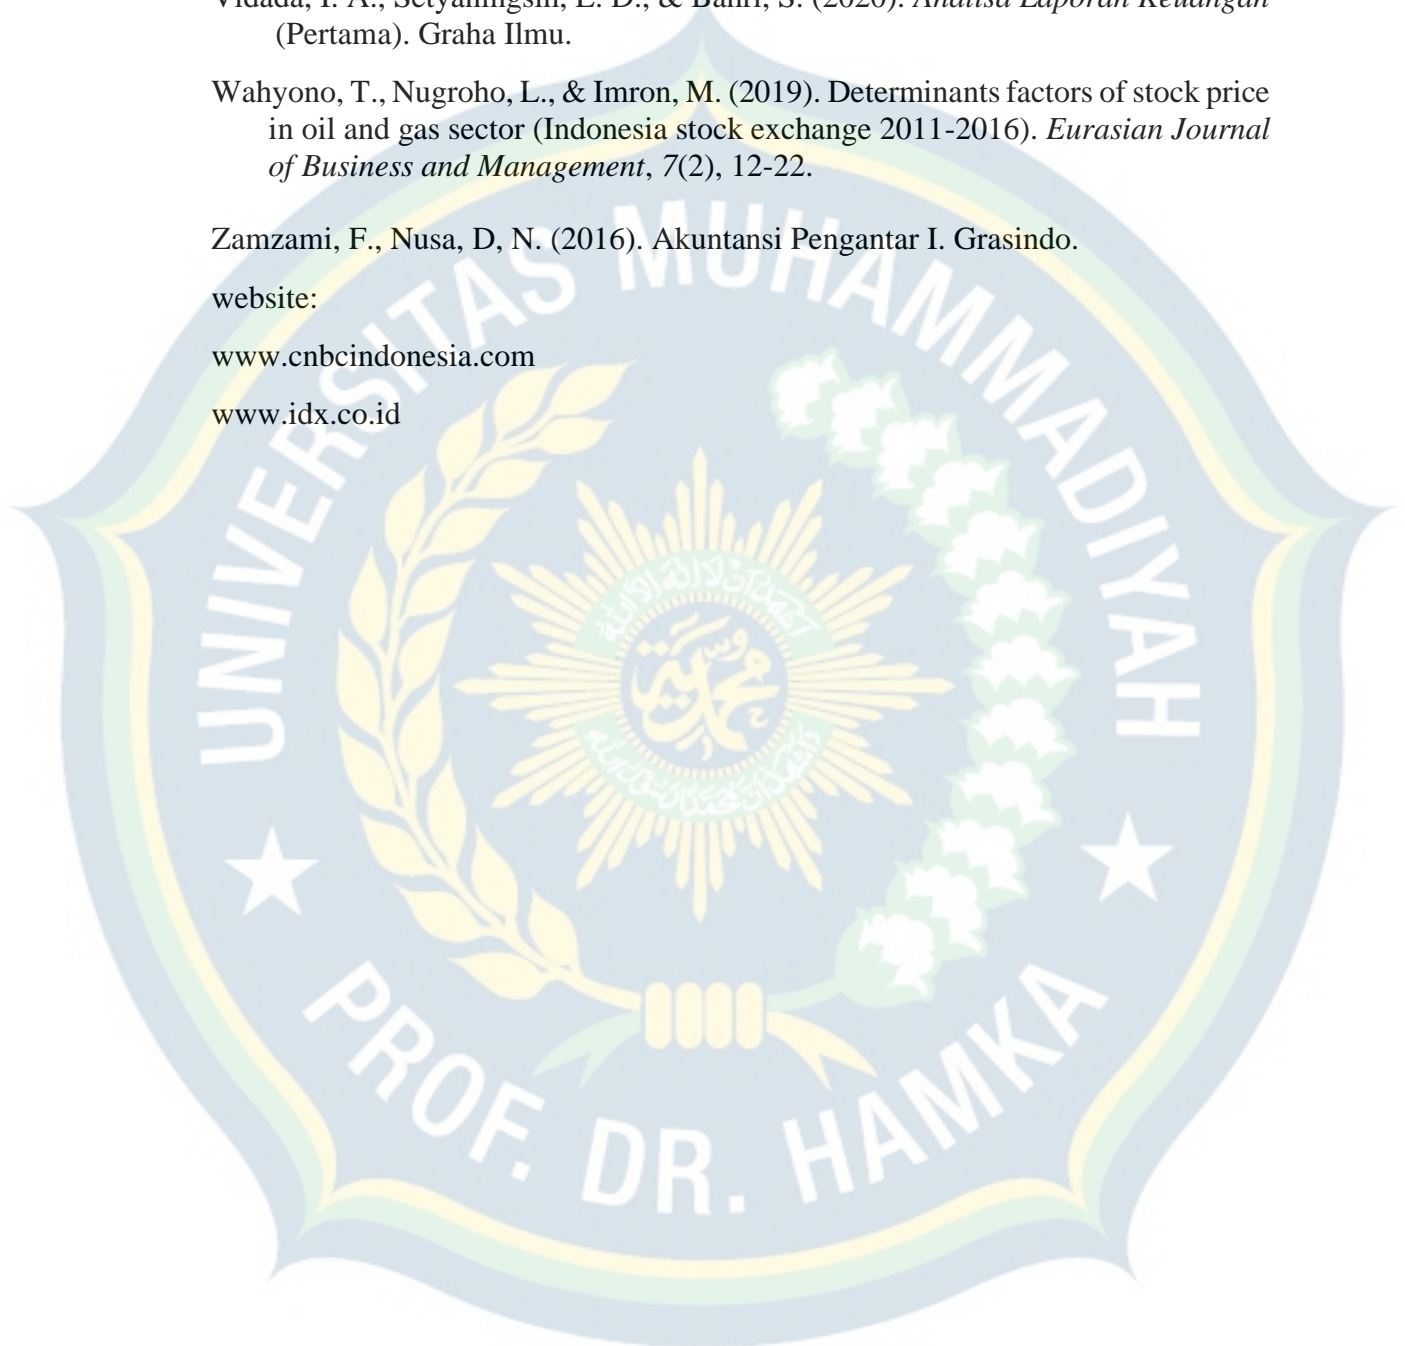 Vidada, I. A., Setyaningsih, E. D., & Bahri, S. (2020). Analisa Laporan Keuangan
(Pertama). Graha Ilmu.
Wahyono, T., Nugroho, L., & Imron, M. (2019). Determinants factors of stock price
in oil and gas sector (Indonesia stock exchange 2011-2016). Eurasian Journal
of Business and Management, 7(2), 12-22.
Zamzami, F., Nusa, D, N. (2016). Akuntansi Pengantar I. Grasindo.
website:
www.cnbcindonesia.com
www.idx.co.id
UNIVERSITAS MUHAMMADIYAH
محمدية
PROF. DR. HAMKA